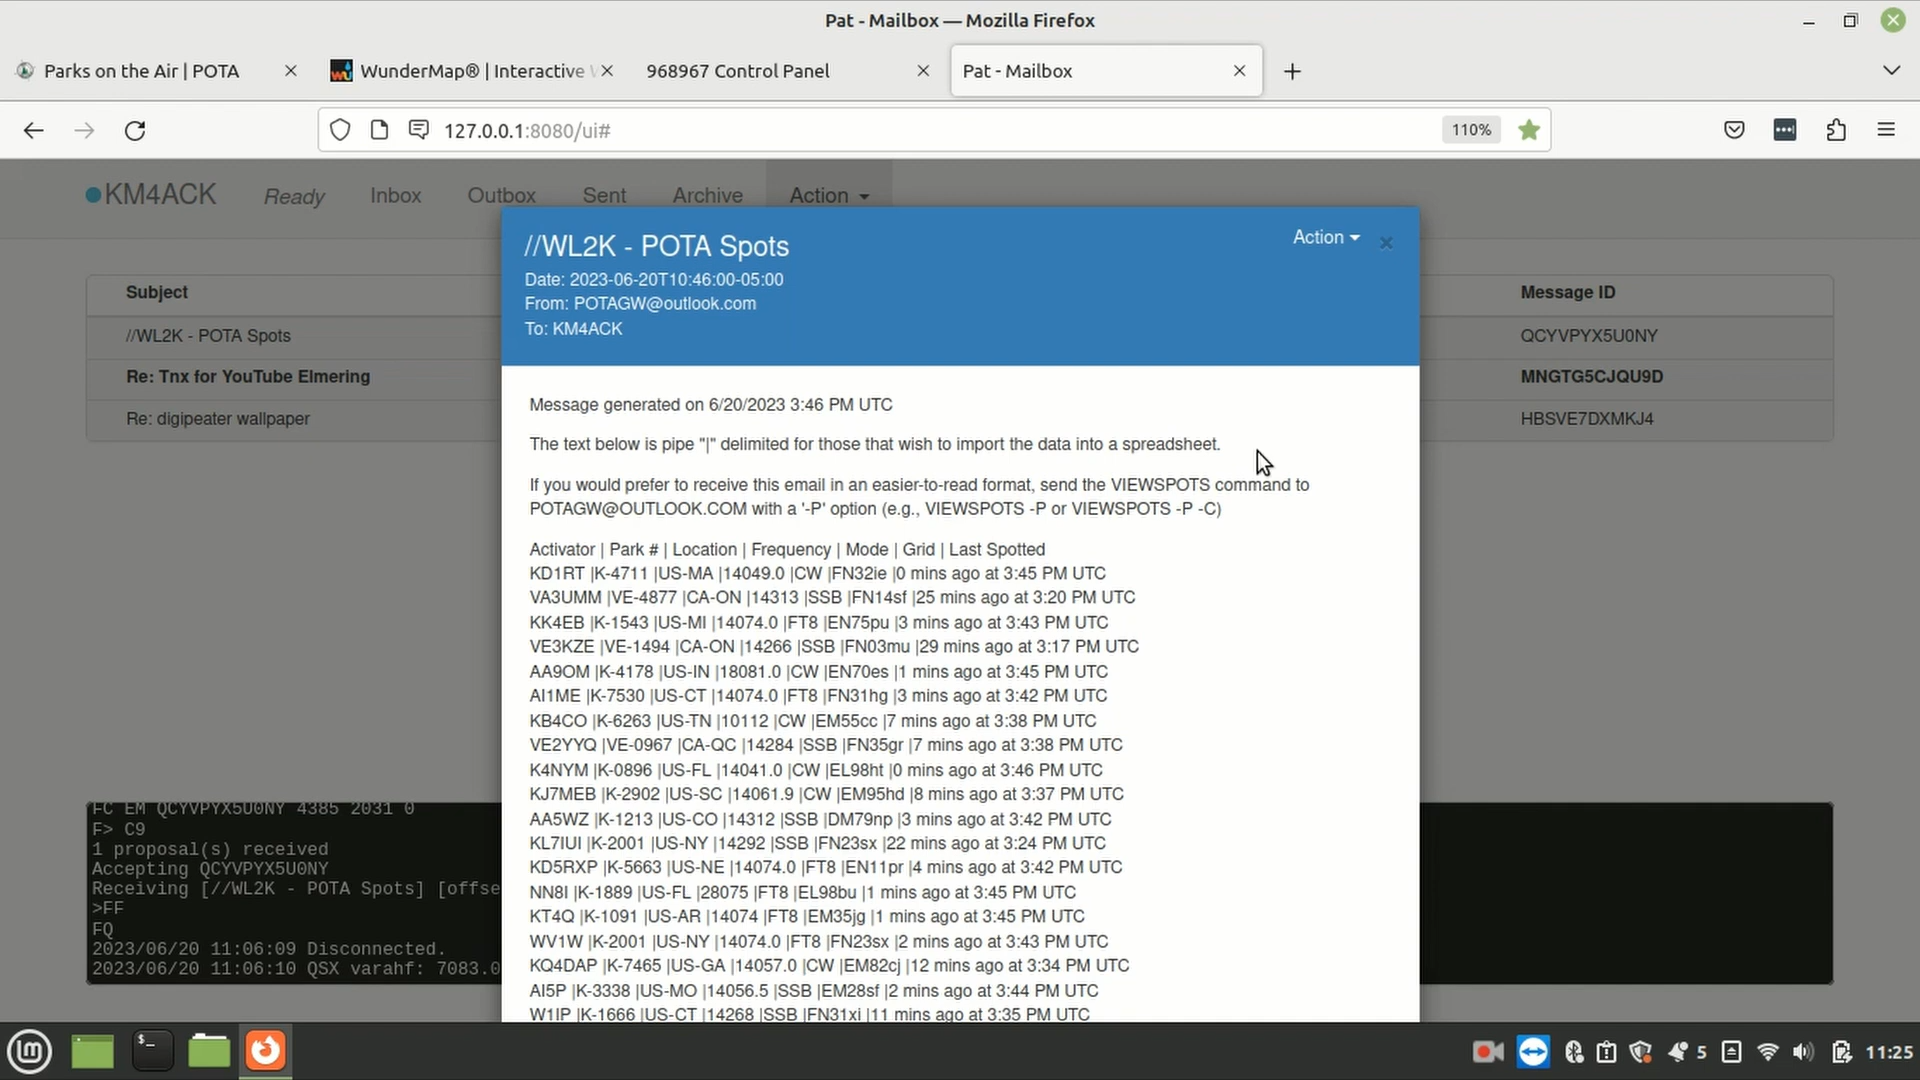 Pat - Mailbox — Mozilla Firefox
Parks on the Air | POTA
WunderMap® | Interactive
968967 Control Panel
Pat - Mailbox
127.0.0.1:8080/ui#
110%
KM4ACK
Ready
Inbox
Outbox
Sent
Archive
Action
//WL2K - POTA Spots
Action
Date: 2023-06-20T10:46:00-05:00
From: POTAGW@outlook.com
To: KM4ACK
Subject
Message ID
//WL2K - POTA Spots
QCYVPYX5U0NY
Re: Tnx for YouTube Elmering
MNGTG5CJQU9D
Re: digipeater wallpaper
HBSVE7DXMKJ4
Message generated on 6/20/2023 3:46 PM UTC
The text below is pipe "|" delimited for those that wish to import the data into a spreadsheet.
If you would prefer to receive this email in an easier-to-read format, send the VIEWSPOTS command to
POTAGW@OUTLOOK.COM with a '-P' option (e.g., VIEWSPOTS -P or VIEWSPOTS -P -C)
Activator | Park # | Location | Frequency | Mode | Grid | Last Spotted
KD1RT |K-4711 |US-MA |14049.0 |CW |FN32ie |0 mins ago at 3:45 PM UTC
VA3UMM |VE-4877 |CA-ON |14313 |SSB |FN14sf |25 mins ago at 3:20 PM UTC
KK4EB |K-1543 |US-MI |14074.0 |FT8 |EN75pu |3 mins ago at 3:43 PM UTC
VE3KZE |VE-1494 |CA-ON |14266 |SSB |FN03mu |29 mins ago at 3:17 PM UTC
AA9OM |K-4178 |US-IN |18081.0 |CW |EN70es |1 mins ago at 3:45 PM UTC
AI1ME |K-7530 |US-CT |14074.0 |FT8 |FN31hg |3 mins ago at 3:42 PM UTC
KB4CO |K-6263 |US-TN |10112 |CW |EM55cc |7 mins ago at 3:38 PM UTC
VE2YYQ |VE-0967 |CA-QC |14284 |SSB |FN35gr |7 mins ago at 3:38 PM UTC
K4NYM |K-0896 |US-FL |14041.0 |CW |EL98ht |0 mins ago at 3:46 PM UTC
KJ7MEB |K-2902 |US-SC |14061.9 |CW |EM95hd |8 mins ago at 3:37 PM UTC
AA5WZ |K-1213 |US-CO |14312 |SSB |DM79np |3 mins ago at 3:42 PM UTC
KL7IUI |K-2001 |US-NY |14292 |SSB |FN23sx |22 mins ago at 3:24 PM UTC
KD5RXP |K-5663 |US-NE |14074.0 |FT8 |EN11pr |4 mins ago at 3:42 PM UTC
NN8I |K-1889 |US-FL |28075 |FT8 |EL98bu |1 mins ago at 3:45 PM UTC
KT4Q |K-1091 |US-AR |14074 |FT8 |EM35jg |1 mins ago at 3:45 PM UTC
WV1W |K-2001 |US-NY |14074.0 |FT8 |FN23sx |2 mins ago at 3:43 PM UTC
KQ4DAP |K-7465 |US-GA |14057.0 |CW |EM82cj |12 mins ago at 3:34 PM UTC
AI5P |K-3338 |US-MO |14056.5 |SSB |EM28sf |2 mins ago at 3:44 PM UTC
W1IP |K-1666 |US-CT |14268 |SSB |FN31xi |11 mins ago at 3:35 PM UTC
FC EM QCYVPYX5U0NY 4385 2031 0
F> C9
1 proposal(s) received
Accepting QCYVPYX5U0NY
Receiving [//WL2K - POTA Spots] [offse
>FF
FQ
2023/06/20 11:06:09 Disconnected.
2023/06/20 11:06:10 QSX varahf: 7083.0
5
11:25